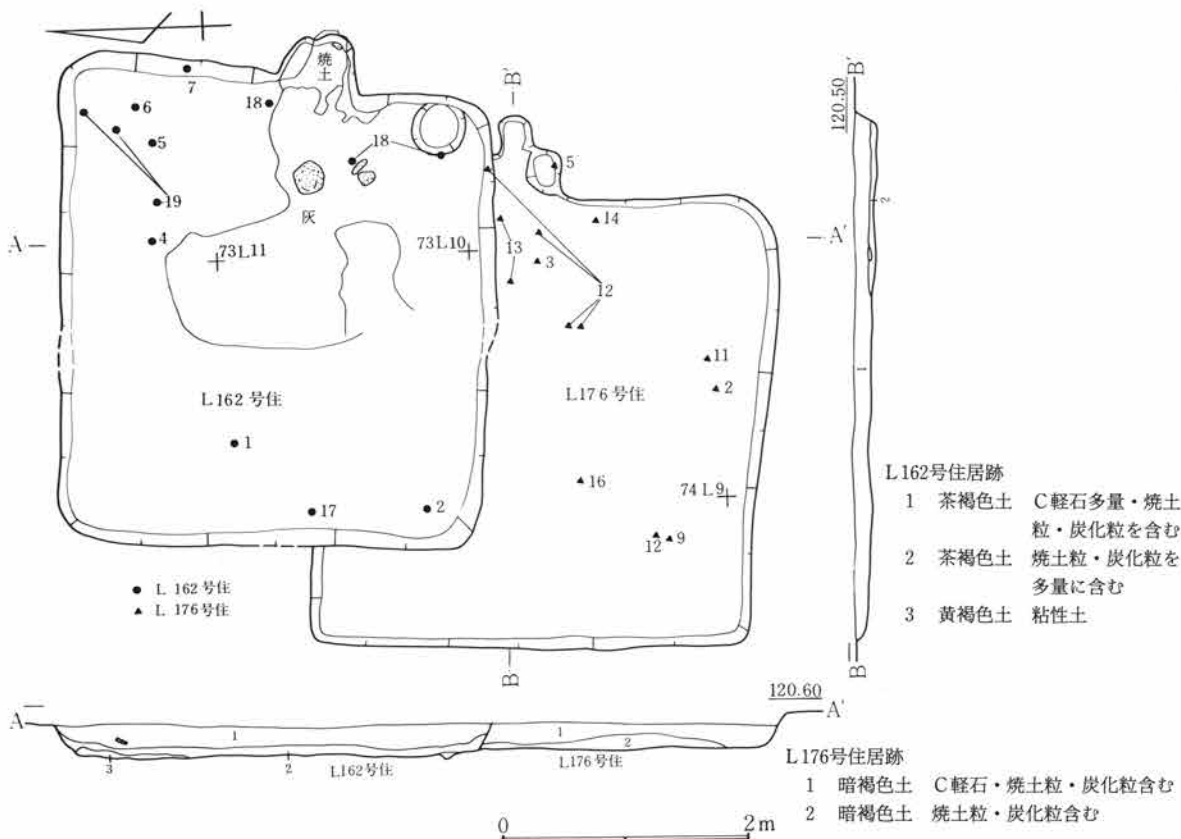 焼土
7
6
18
5
18
19
灰
4
73L11
73L10
A
A'
B'
5
14
13
3
12
11
2
L162号住
L176号住
1
16
74L9
17
2
12
9
● L 162号住
▲ L 176号住
B
B'
120.50
2
1
B
L162号住居跡
1 茶褐色土 C軽石多量・焼土
粒・炭化粒を含む
2 茶褐色土 焼土粒・炭化粒を
多量に含む
3 黄褐色土 粘性土
120.60
A
A'
1
1
2
3
2
L162号住
L176号住
L176号住居跡
1 暗褐色土 C軽石・焼土粒・炭化粒含む
2 暗褐色土 焼土粒・炭化粒含む
0
2m